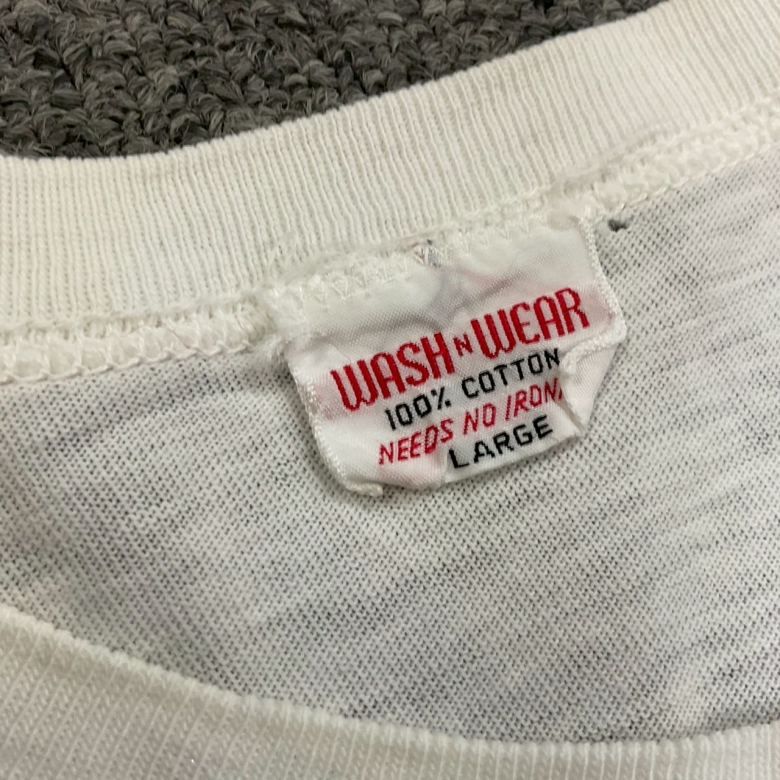 WASH N WEAR
100% COTTON
NEEDS NO IRON
LARGE